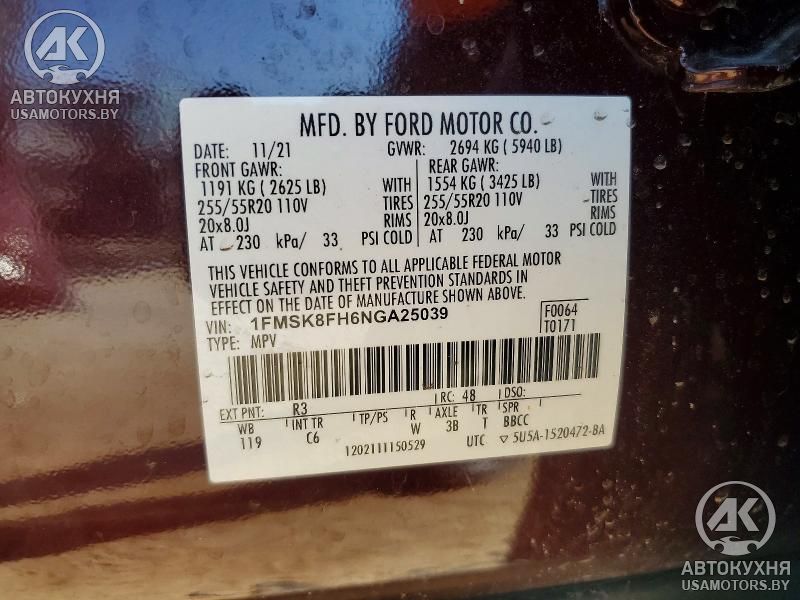 АК
АВТОКУХНЯ
USAMOTORS.BY
MFD. BY FORD MOTOR CO.
DATE: 11/21 GVWR: 2694 KG ( 5940 LB)
FRONT GAWR: REAR GAWR:
1191 KG ( 2625 LB) WITH 1554 KG ( 3425 LB) WITH
255/55R20 110V TIRES 255/55R20 110V TIRES
20x8.0J RIMS 20x8.0J RIMS
AT 230 kPa/ 33 PSI COLD AT 230 kPa/ 33 PSI COLD
THIS VEHICLE CONFORMS TO ALL APPLICABLE FEDERAL MOTOR
VEHICLE SAFETY AND THEFT PREVENTION STANDARDS IN
EFFECT ON THE DATE OF MANUFACTURE SHOWN ABOVE.
VIN: 1FMSK8FH6NGA25039 F0064
TYPE: MPV T0171
EXT PNT: R3 RC: 48 DSO:
WB INT TR TP/PS R AXLE TR SPR
119 C6 W 3B T BBCC
1202111150529 UTC ▽ 5U5A-1520472-BA
АК
АВТОКУХНЯ
USAMOTORS.BY